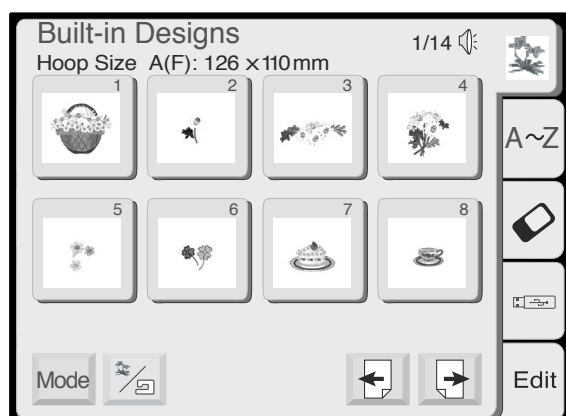 Built-in Designs
1/14
Hoop Size A(F): 126 ×110 mm
1 2 3 4
A~Z
5 6 7 8
Mode
Edit